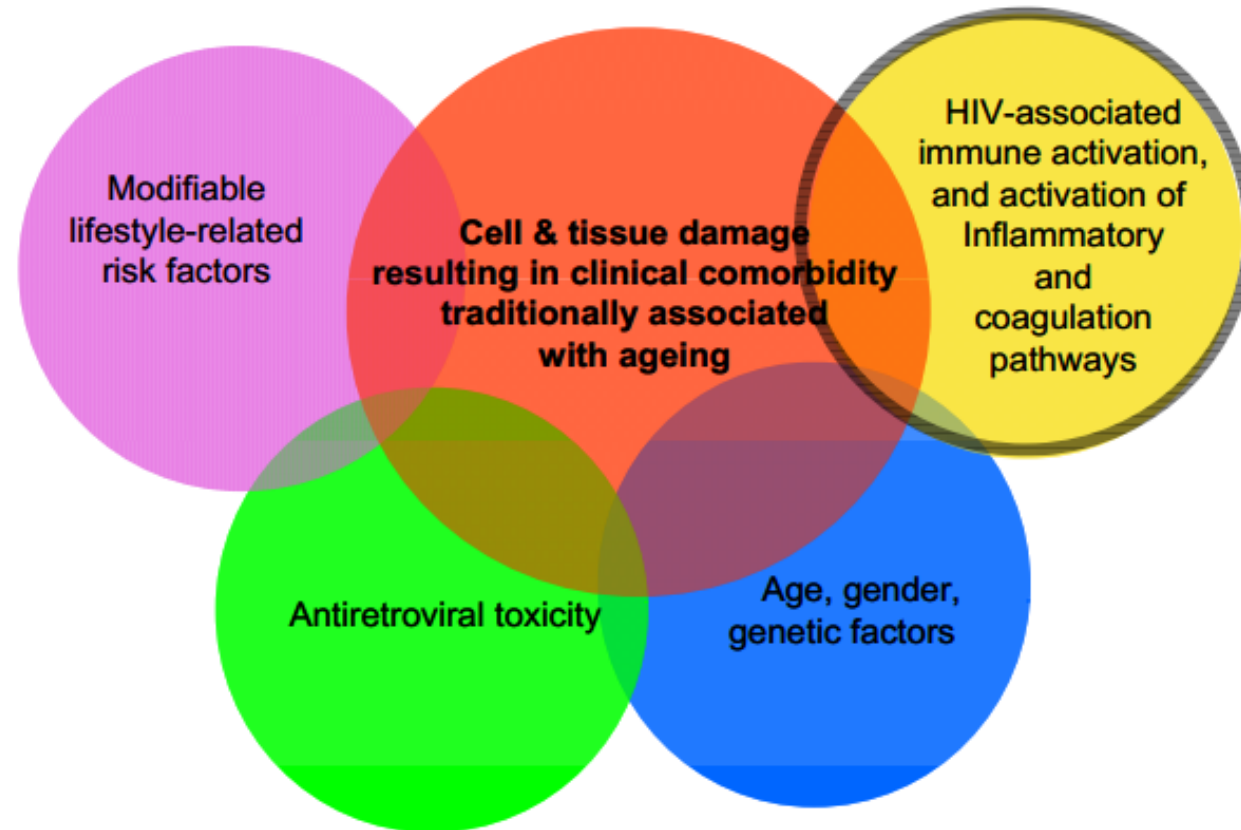 Modifiable
lifestyle-related
risk factors
Cell & tissue damage
resulting in clinical comorbidity
traditionally associated
with ageing
HIV-associated
immune activation,
and activation of
Inflammatory
and
coagulation
pathways
Antiretroviral toxicity
Age, gender,
genetic factors